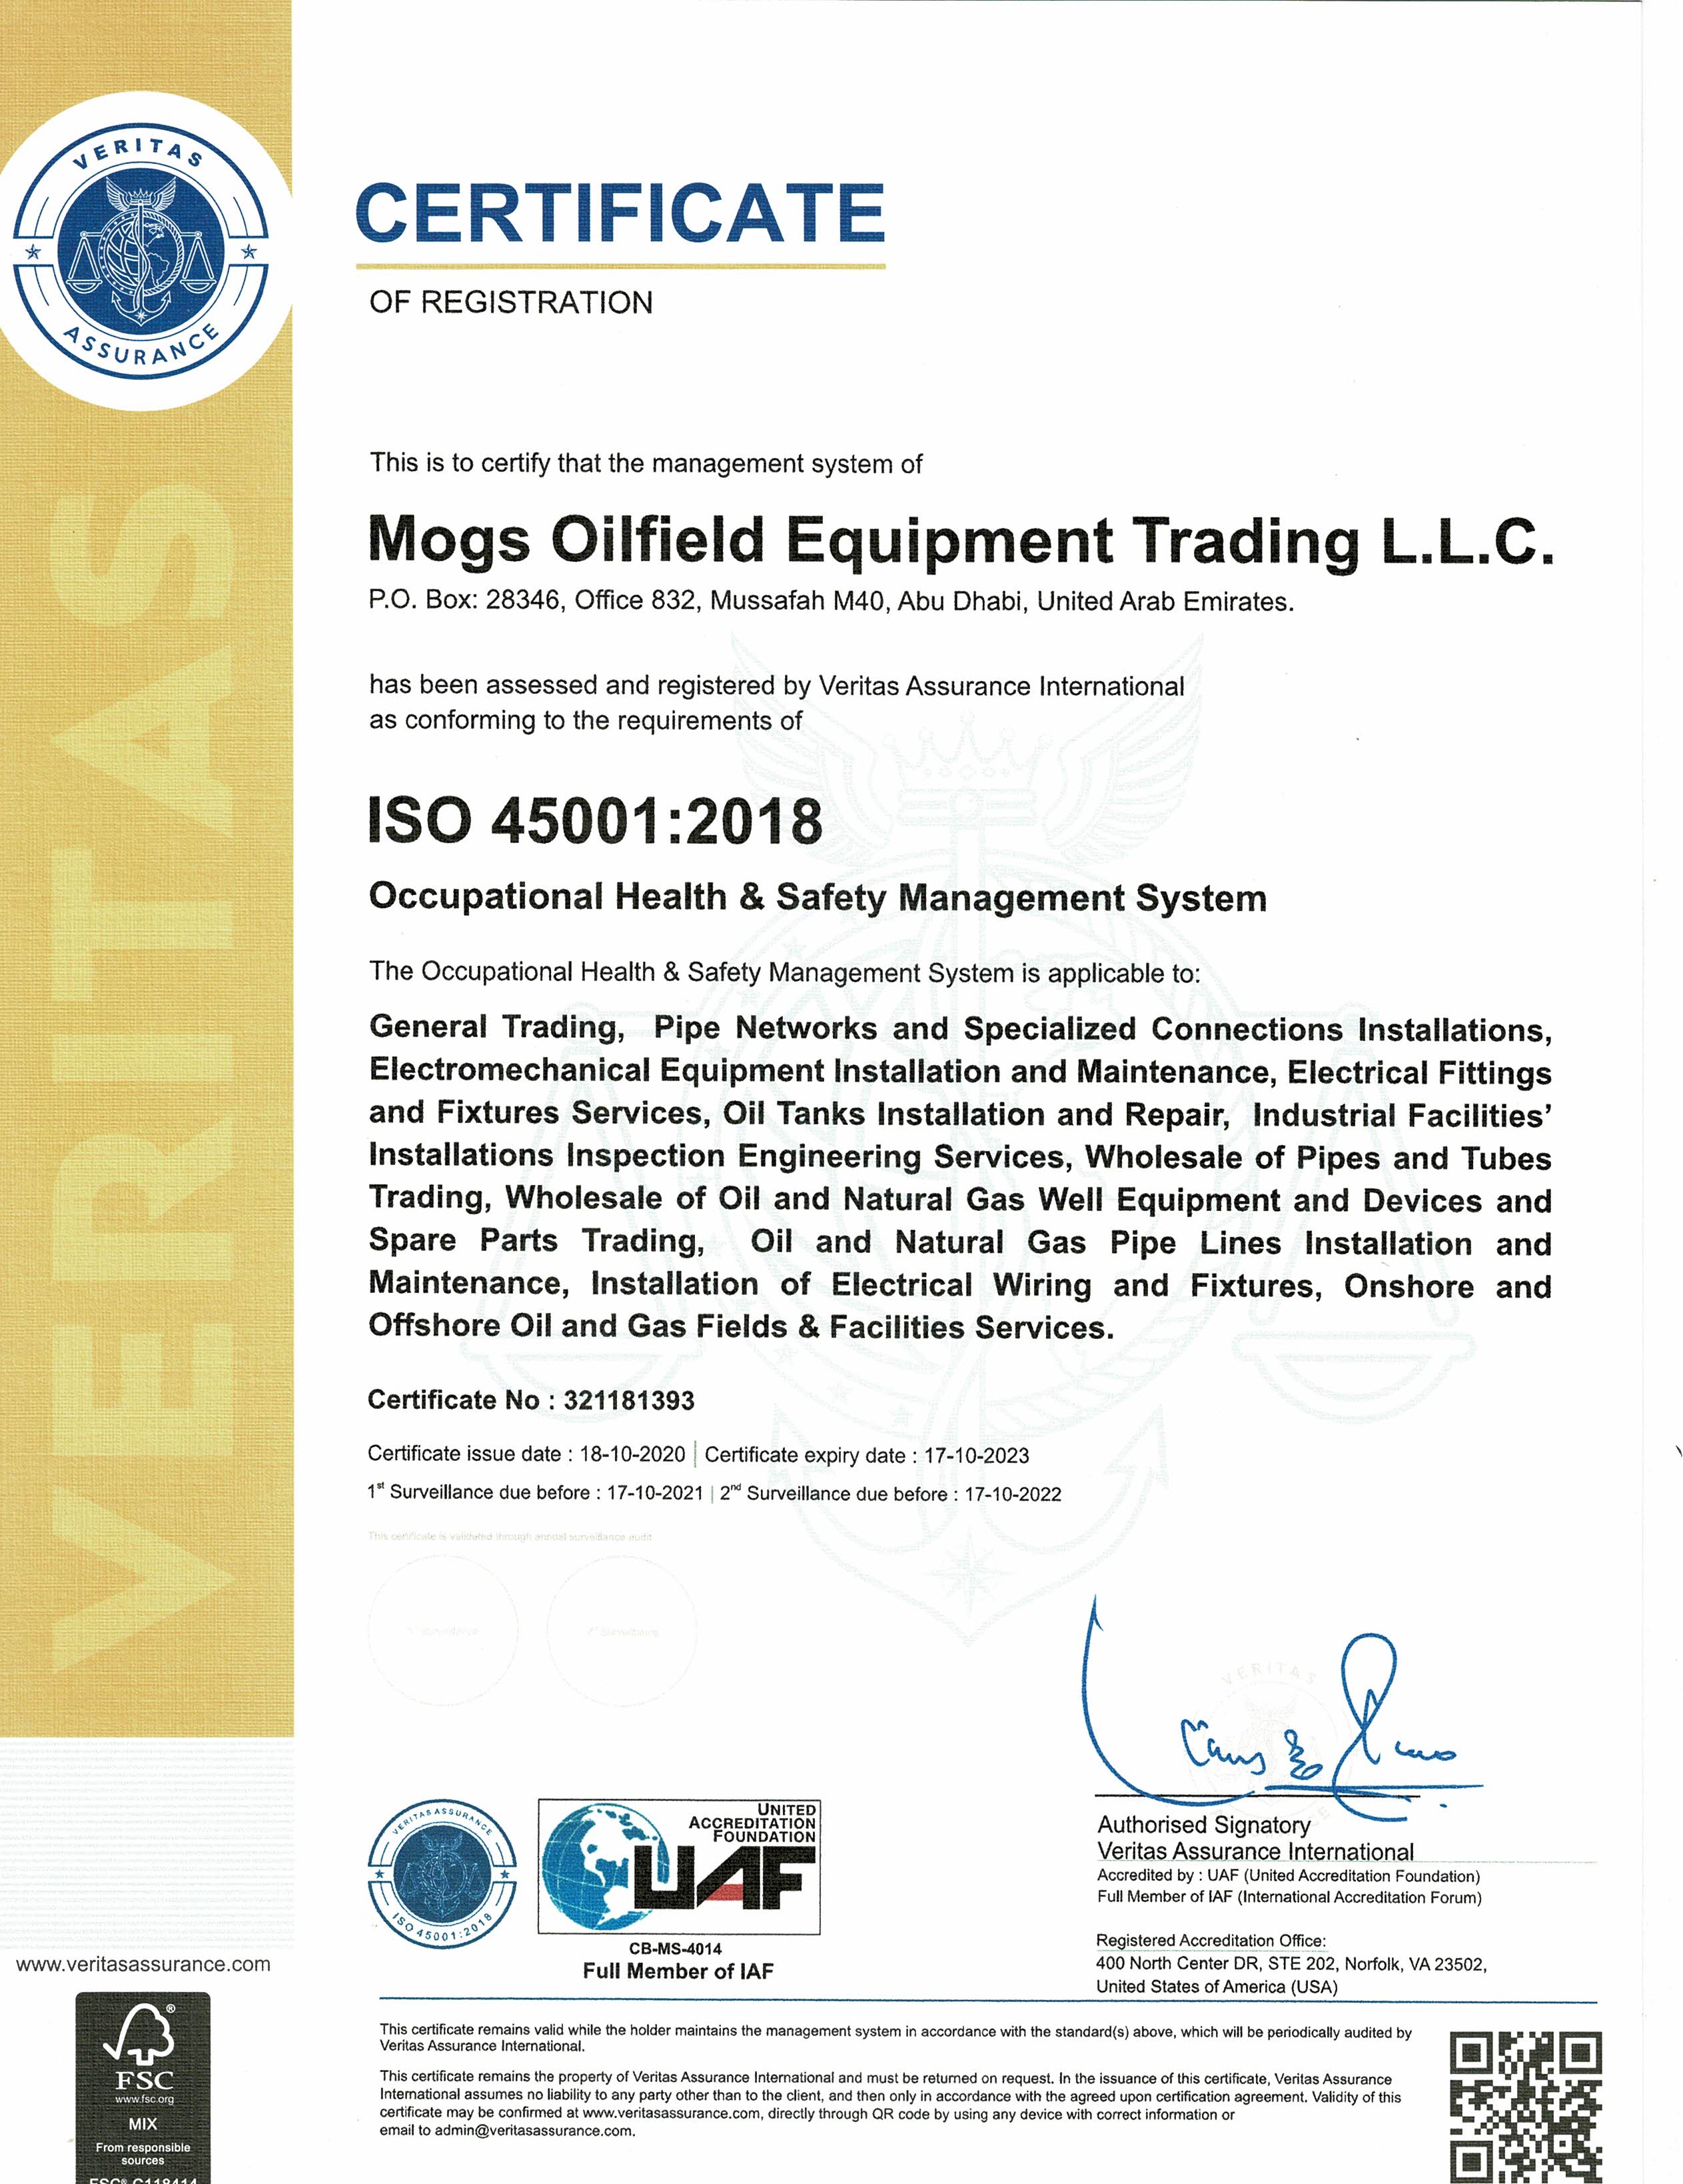 VERITAS
ASSURANCE
VERITAS
CERTIFICATE
OF REGISTRATION
This is to certify that the management system of
Mogs Oilfield Equipment Trading L.L.C.
P.O. Box: 28346, Office 832, Mussafah M40, Abu Dhabi, United Arab Emirates.
has been assessed and registered by Veritas Assurance International
as conforming to the requirements of
ISO 45001:2018
Occupational Health & Safety Management System
The Occupational Health & Safety Management System is applicable to:
General Trading, Pipe Networks and Specialized Connections Installations,
Electromechanical Equipment Installation and Maintenance, Electrical Fittings
and Fixtures Services, Oil Tanks Installation and Repair, Industrial Facilities’
Installations Inspection Engineering Services, Wholesale of Pipes and Tubes
Trading, Wholesale of Oil and Natural Gas Well Equipment and Devices and
Spare Parts Trading, Oil and Natural Gas Pipe Lines Installation and
Maintenance, Installation of Electrical Wiring and Fixtures, Onshore and
Offshore Oil and Gas Fields & Facilities Services.
Certificate No : 321181393
Certificate issue date : 18-10-2020 | Certificate expiry date : 17-10-2023
1st Surveillance due before : 17-10-2021 | 2nd Surveillance due before : 17-10-2022
This certificate is validated through annual surveillance audit
1st Surveillance
2nd Surveillance
VERITAS
VERITAS ASSURANCE
ISO 45001:2018
UNITED
ACCREDITATION
FOUNDATION
UAF
CB-MS-4014
Full Member of IAF
Authorised Signatory
Veritas Assurance International
Accredited by : UAF (United Accreditation Foundation)
Full Member of IAF (International Accreditation Forum)
Registered Accreditation Office:
400 North Center DR, STE 202, Norfolk, VA 23502,
United States of America (USA)
www.veritasassurance.com
FSC
www.fsc.org
MIX
From responsible
sources
FSC® C118414
This certificate remains valid while the holder maintains the management system in accordance with the standard(s) above, which will be periodically audited by
Veritas Assurance International.
This certificate remains the property of Veritas Assurance International and must be returned on request. In the issuance of this certificate, Veritas Assurance
International assumes no liability to any party other than to the client, and then only in accordance with the agreed upon certification agreement. Validity of this
certificate may be confirmed at www.veritasassurance.com, directly through QR code by using any device with correct information or
email to admin@veritasassurance.com.